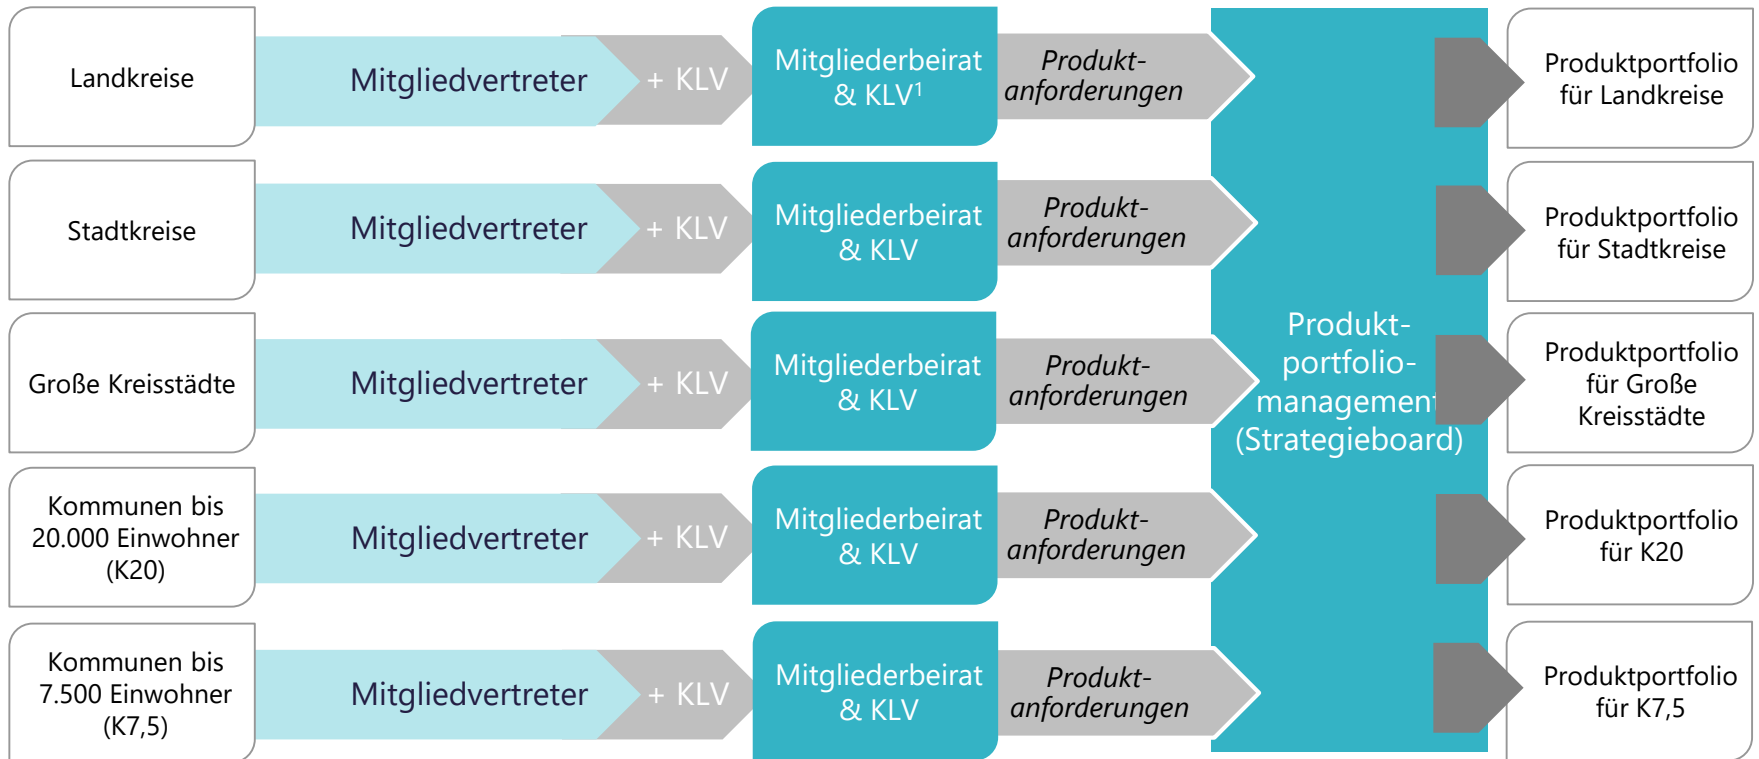 Landkreise
Mitgliedvertreter
+ KLV
Mitgliederbeirat
& KLV¹
Produkt-
anforderungen
Produktportfolio
für Landkreise
Stadtkreise
Mitgliedvertreter
+ KLV
Mitgliederbeirat
& KLV
Produkt-
anforderungen
Produktportfolio
für Stadtkreise
Große Kreisstädte
Mitgliedvertreter
+ KLV
Mitgliederbeirat
& KLV
Produkt-
anforderungen
Produkt-
portfolio-
management
(Strategieboard)
Produktportfolio
für Große
Kreisstädte
Kommunen bis
20.000 Einwohner
(K20)
Mitgliedvertreter
+ KLV
Mitgliederbeirat
& KLV
Produkt-
anforderungen
Produktportfolio
für K20
Kommunen bis
7.500 Einwohner
(K7,5)
Mitgliedvertreter
+ KLV
Mitgliederbeirat
& KLV
Produkt-
anforderungen
Produktportfolio
für K7,5